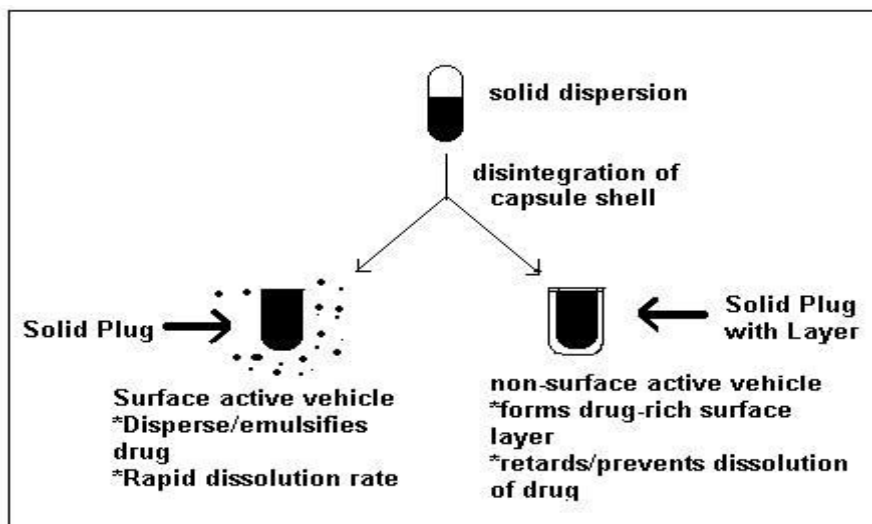 solid dispersion
disintegration of
capsule shell
Solid Plug
Solid Plug
with Layer
Surface active vehicle
*Disperse/emulsifies
drug
*Rapid dissolution rate
non-surface active vehicle
*forms drug-rich surface
layer
*retards/prevents dissolution
of drug